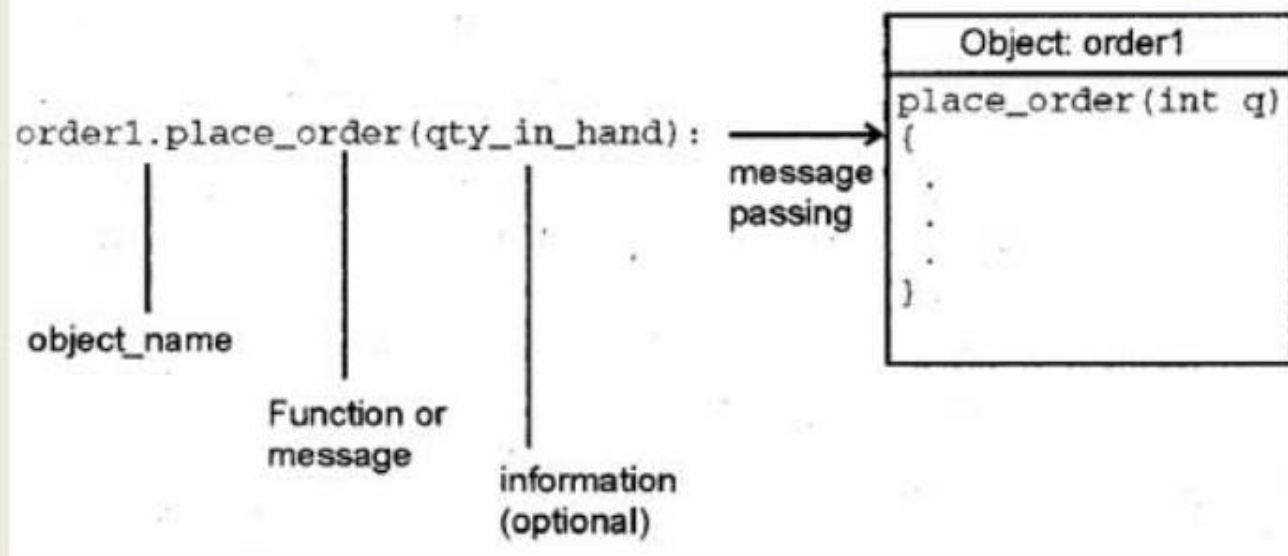 Object: order1
place_order(int q)
order1.place_order(qty_in_hand):
{
message
passing
.
.
.
}
object_name
Function or
message
information
(optional)